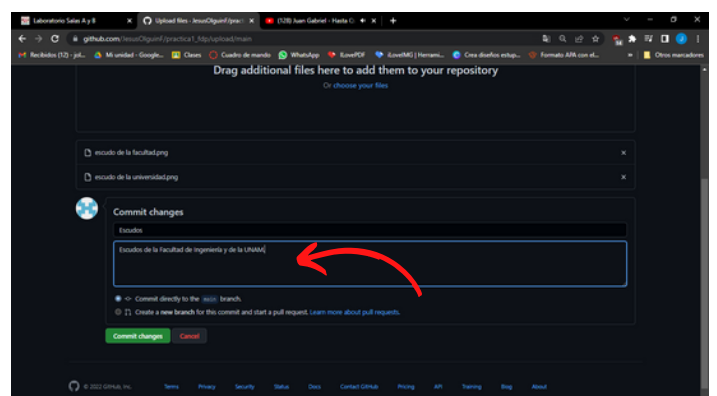 Laboratorio Salas A y B
Upload files · JesusOlguinF/pract
(128) Juan Gabriel - Hasta
github.com/JesusOlguinF/practica1_fdp/upload/main
Recibidos (12) - jol...
Mi unidad - Google...
Clases
Cuadro de mando
WhatsApp
iLovePDF
iLoveIMG | Herrami...
Crea diseños estup...
Formato APA con el...
»
Otros marcadores
Drag additional files here to add them to your repository
Or choose your files
escudo de la facultad.png
escudo de la universidad.png
Commit changes
Escudos
Escudos de la Facultad de Ingeniería y de la UNAM
Commit directly to the main branch.
Create a new branch for this commit and start a pull request. Learn more about pull requests.
Commit changes
Cancel
© 2022 GitHub, Inc.
Terms
Privacy
Security
Status
Docs
Contact GitHub
Pricing
API
Training
Blog
About